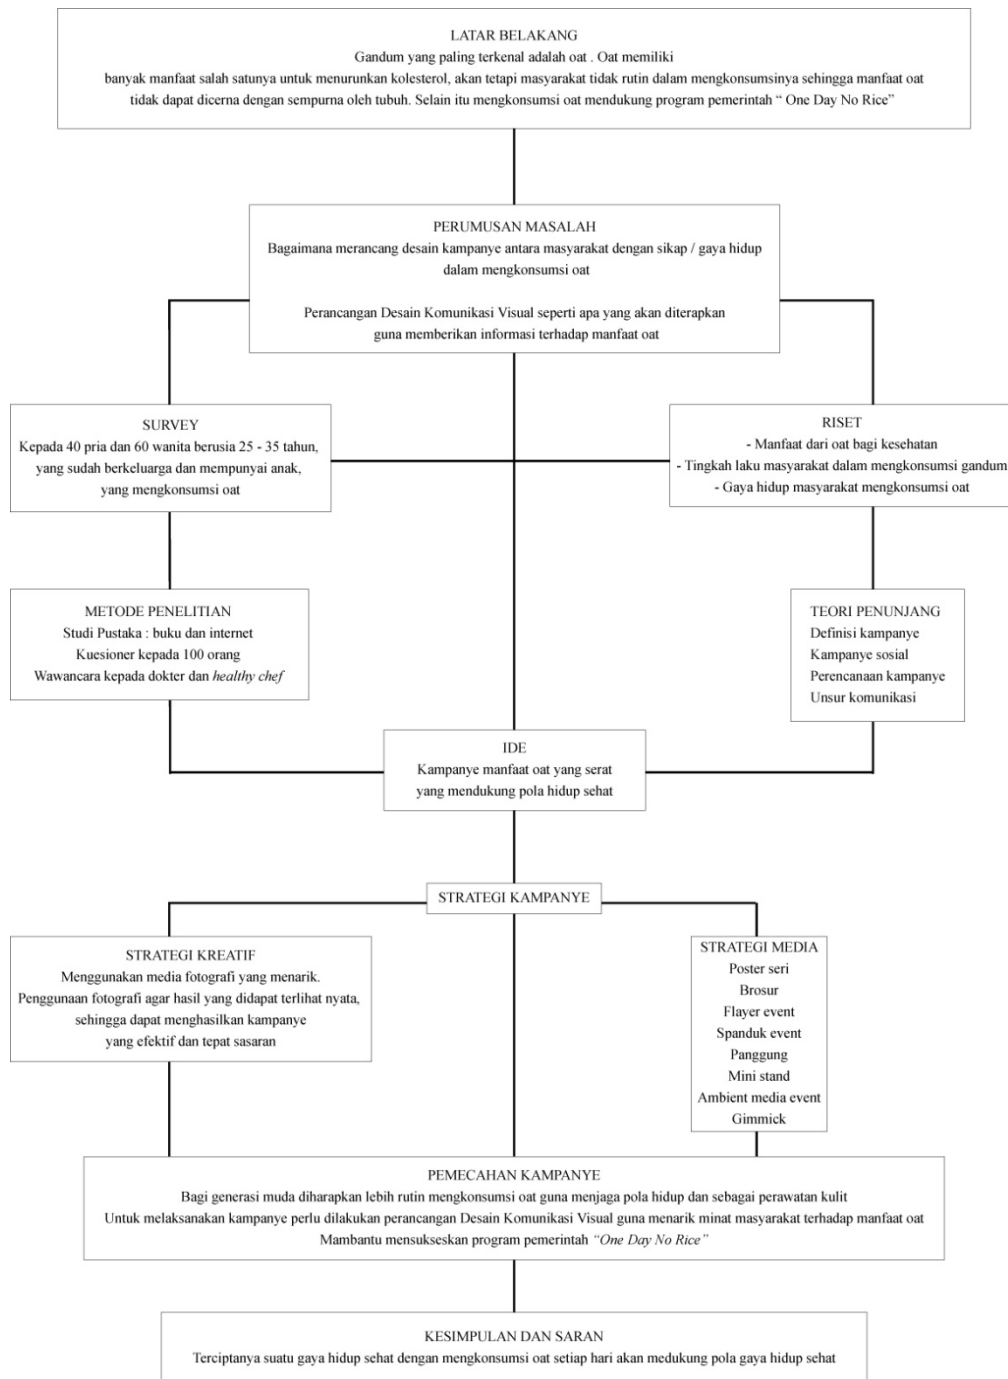 LATAR BELAKANG
Gandum yang paling terkenal adalah oat . Oat memiliki
banyak manfaat salah satunya untuk menurunkan kolesterol, akan tetapi masyarakat tidak rutin dalam mengkonsumsinya sehingga manfaat oat
tidak dapat dicerna dengan sempurna oleh tubuh. Selain itu mengkonsumsi oat mendukung program pemerintah “ One Day No Rice”
PERUMUSAN MASALAH
Bagaimana merancang desain kampanye antara masyarakat dengan sikap / gaya hidup
dalam mengkonsumsi oat
Perancangan Desain Komunikasi Visual seperti apa yang akan diterapkan
guna memberikan informasi terhadap manfaat oat
SURVEY
Kepada 40 pria dan 60 wanita berusia 25 - 35 tahun,
yang sudah berkeluarga dan mempunyai anak,
yang mengkonsumsi oat
RISET
- Manfaat dari oat bagi kesehatan
- Tingkah laku masyarakat dalam mengkonsumsi gandum
- Gaya hidup masyarakat mengkonsumsi oat
METODE PENELITIAN
Studi Pustaka : buku dan internet
Kuesioner kepada 100 orang
Wawancara kepada dokter dan healthy chef
TEORI PENUNJANG
Definisi kampanye
Kampanye sosial
Perencanaan kampanye
Unsur komunikasi
IDE
Kampanye manfaat oat yang serat
yang mendukung pola hidup sehat
STRATEGI KAMPANYE
STRATEGI KREATIF
Menggunakan media fotografi yang menarik.
Penggunaan fotografi agar hasil yang didapat terlihat nyata,
sehingga dapat menghasilkan kampanye
yang efektif dan tepat sasaran
STRATEGI MEDIA
Poster seri
Brosur
Flayer event
Spanduk event
Panggung
Mini stand
Ambient media event
Gimmick
PEMECAHAN KAMPANYE
Bagi generasi muda diharapkan lebih rutin mengkonsumsi oat guna menjaga pola hidup dan sebagai perawatan kulit
Untuk melaksanakan kampanye perlu dilakukan perancangan Desain Komunikasi Visual guna menarik minat masyarakat terhadap manfaat oat
Mambantu mensukseskan program pemerintah “One Day No Rice”
KESIMPULAN DAN SARAN
Terciptanya suatu gaya hidup sehat dengan mengkonsumsi oat setiap hari akan medukung pola gaya hidup sehat